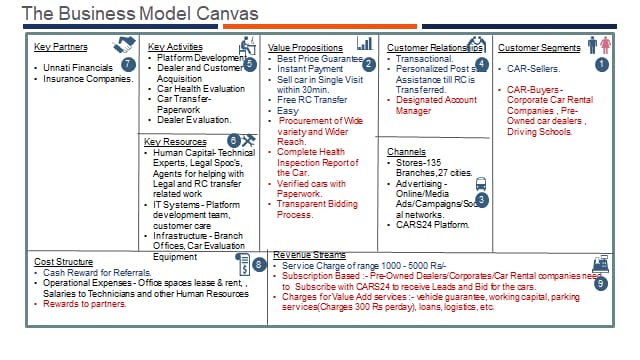 The Business Model Canvas
Key Partners
7
• Unnati Financials
• Insurance Companies.
Key Activities
5
• Platform Development
• Dealer and Customer
Acquisition
• Car Health Evaluation
• Car Transfer-
Paperwork
• Dealer Evaluation.
Key Resources
6
• Human Capital- Technical
Experts, Legal Spoc's,
Agents for helping with
Legal and RC transfer
related work
• IT Systems - Platform
development team,
customer care
• Infrastructure - Branch
Offices, Car Evaluation
Equipment
Value Propositions
2
• Best Price Guarantee
• Instant Payment
• Sell car in Single Visit
within 30min.
• Free RC Transfer
• Easy
• Procurement of Wide
variety and Wider
Reach.
• Complete Health
Inspection Report of
the Car.
• Verified cars with
Paperwork.
• Transparent Bidding
Process.
Customer Relationships
4
• Transactional.
• Personalized Post
Assistance till RC is
Transferred.
• Designated Account
Manager
Channels
3
• Stores-135
Branches,27 cities.
• Advertising -
Online/Media
Ads/Campaigns/Soci
al networks.
• CARS24 Platform.
Customer Segments
1
• CAR-Sellers.
• CAR-Buyers-
Corporate Car Rental
Companies , Pre-
Owned car dealers ,
Driving Schools.
Cost Structure
8
• Cash Reward for Referrals.
• Operational Expenses - Office spaces lease & rent, ,
Salaries to Technicians and other Human Resources
• Rewards to partners.
Revenue Streams
9
• Service Charge of range 1000 - 5000 Rs/-
• Subscription Based :- Pre-Owned Dealers/Corporates/Car Rental companies need
to Subscribe with CARS24 to receive Leads and Bid for the cars.
• Charges for Value Add services :- vehicle guarantee, working capital, parking
services(Charges 300 Rs perday), loans, logistics, etc.